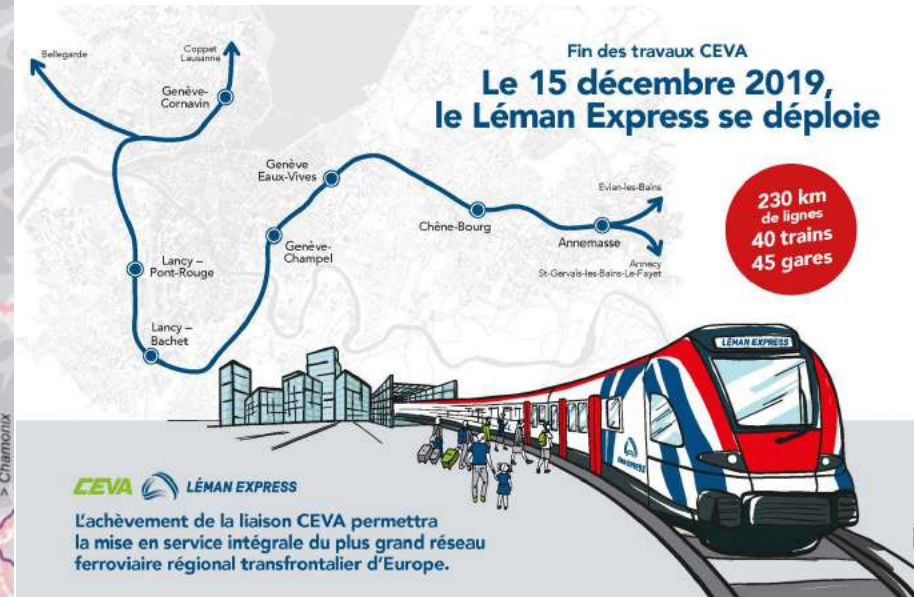 Fin des travaux CEVA
Le 15 décembre 2019,
le Léman Express se déploie
Bellegarde
Coppet
Lausanne
Genève-
Cornavin
Genève
Eaux-Vives
Evian-les-Bains
Chêne-Bourg
Annemasse
Genève-
Champel
Annecy
St-Gervais-les-Bains-Le-Fayet
Lancy –
Pont-Rouge
Lancy –
Bachet
230 km
de lignes
40 trains
45 gares
LÉMAN EXPRESS
> Chamonix
CEVA LÉMAN EXPRESS
L'achèvement de la liaison CEVA permettra
la mise en service intégrale du plus grand réseau
ferroviaire régional transfrontalier d'Europe.